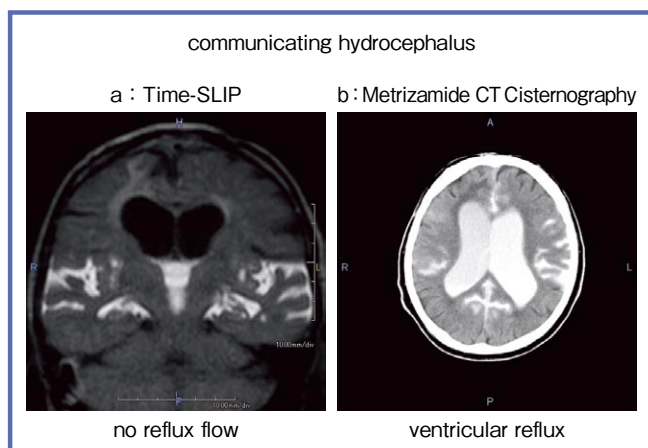 communicating hydrocephalus
a : Time-SLIP
b : Metrizamide CT Cisternography
H
R
L
1000mm/div
1000mm/div
F
A
R
L
P
no reflux flow
ventricular reflux